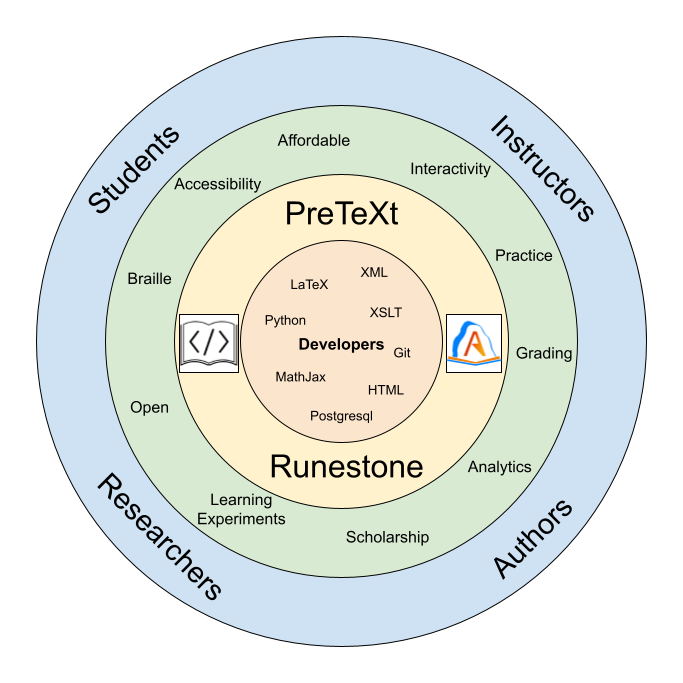 Students
Instructors
Affordable
Interactivity
Accessibility
PreTeXt
Practice
XML
Braille
LaTeX
XSLT
Python
</>
Developers
Git
Grading
MathJax
HTML
Open
Postgresql
Runestone
Analytics
Learning
Experiments
Scholarship
Researchers
Authors